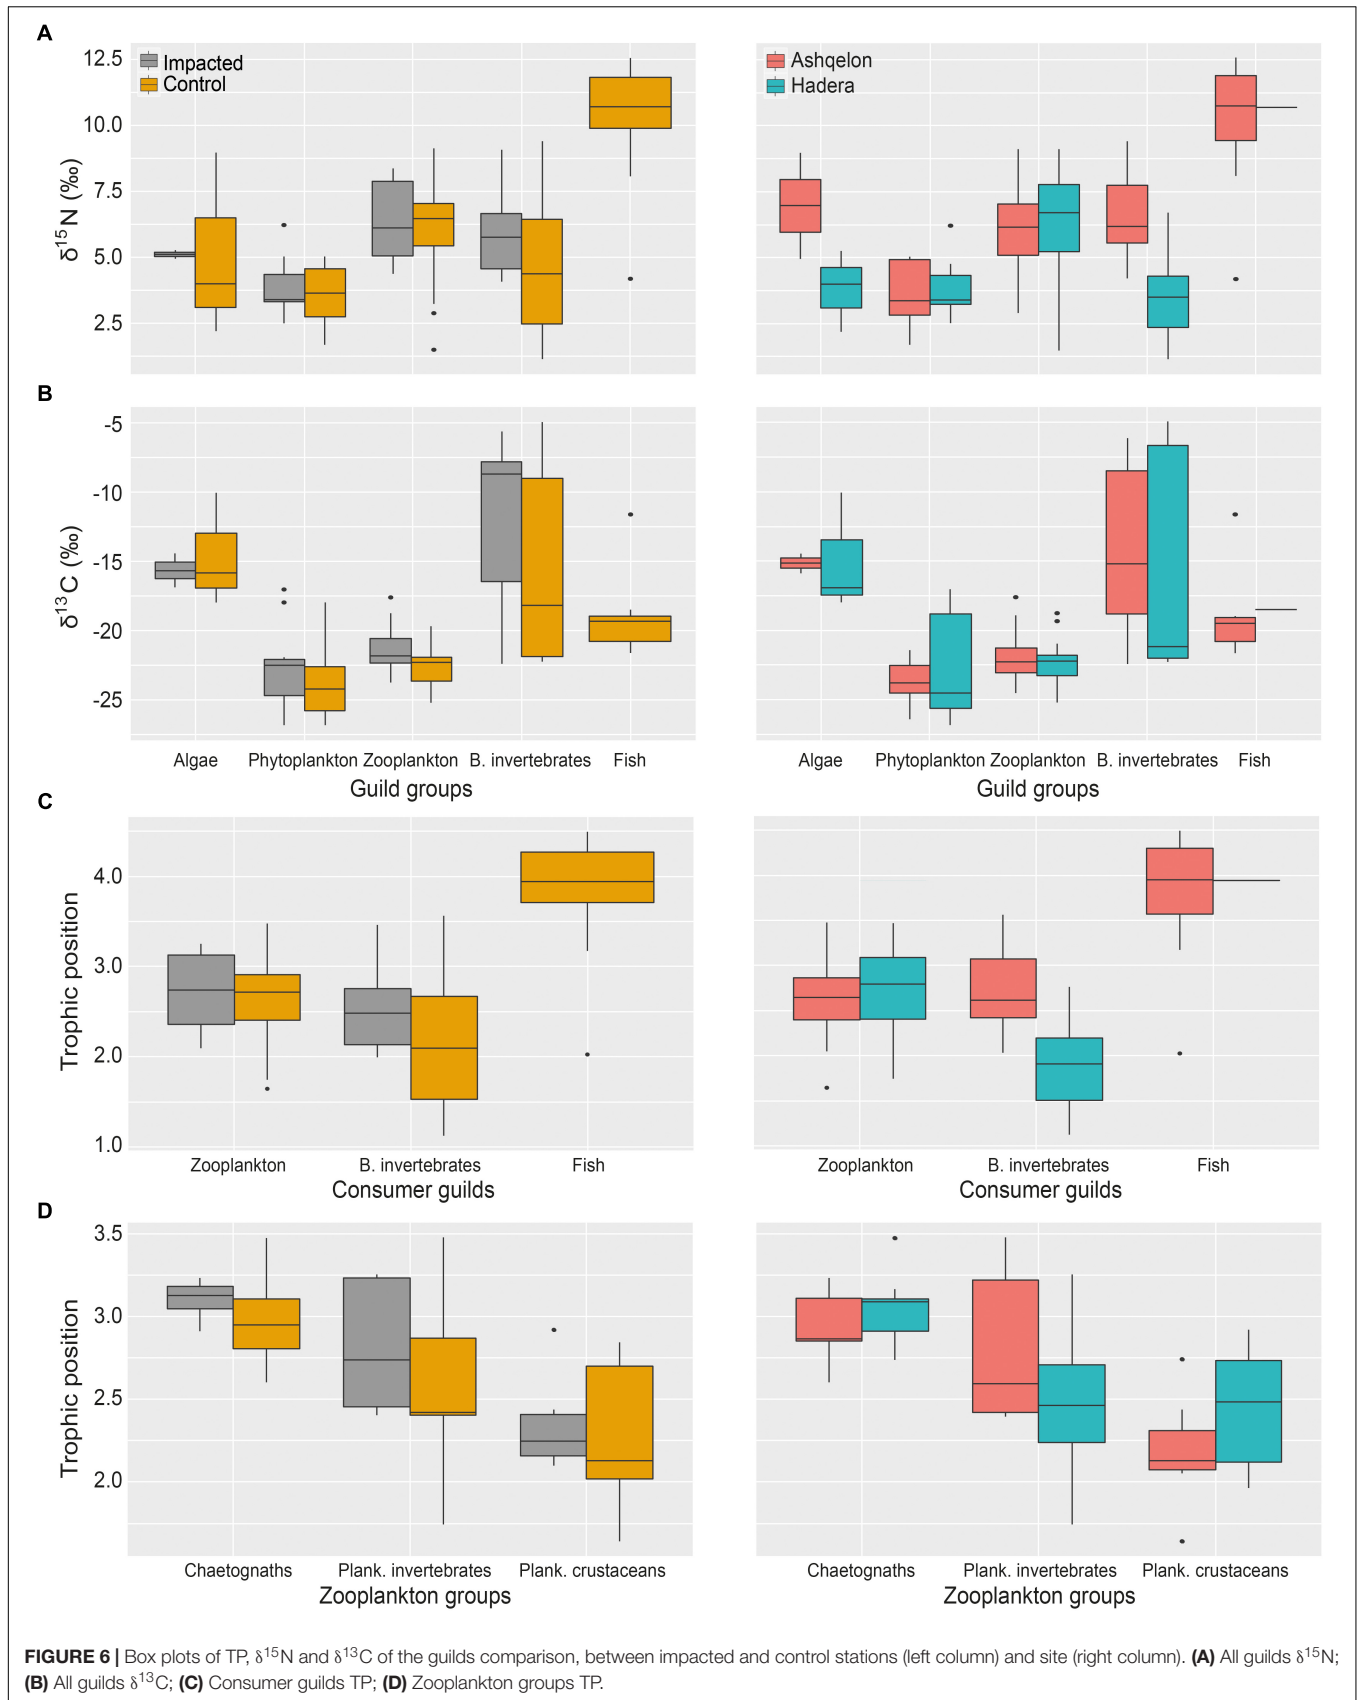 A
12.5
10.0
7.5
5.0
2.5
δ15N (‰)
Impacted
Control
Ashqelon
Hadera
B
-5
-10
-15
-20
-25
δ13C (‰)
Algae Phytoplankton Zooplankton B. invertebrates Fish
Guild groups
Algae Phytoplankton Zooplankton B. invertebrates Fish
Guild groups
C
4.0
3.0
2.0
1.0
Trophic position
Zooplankton B. invertebrates Fish
Consumer guilds
Zooplankton B. invertebrates Fish
Consumer guilds
D
3.5
3.0
2.5
2.0
Trophic position
Chaetognaths Plank. invertebrates Plank. crustaceans
Zooplankton groups
Chaetognaths Plank. invertebrates Plank. crustaceans
Zooplankton groups
FIGURE 6 | Box plots of TP, δ15N and δ13C of the guilds comparison, between impacted and control stations (left column) and site (right column). (A) All guilds δ15N;
(B) All guilds δ13C; (C) Consumer guilds TP; (D) Zooplankton groups TP.